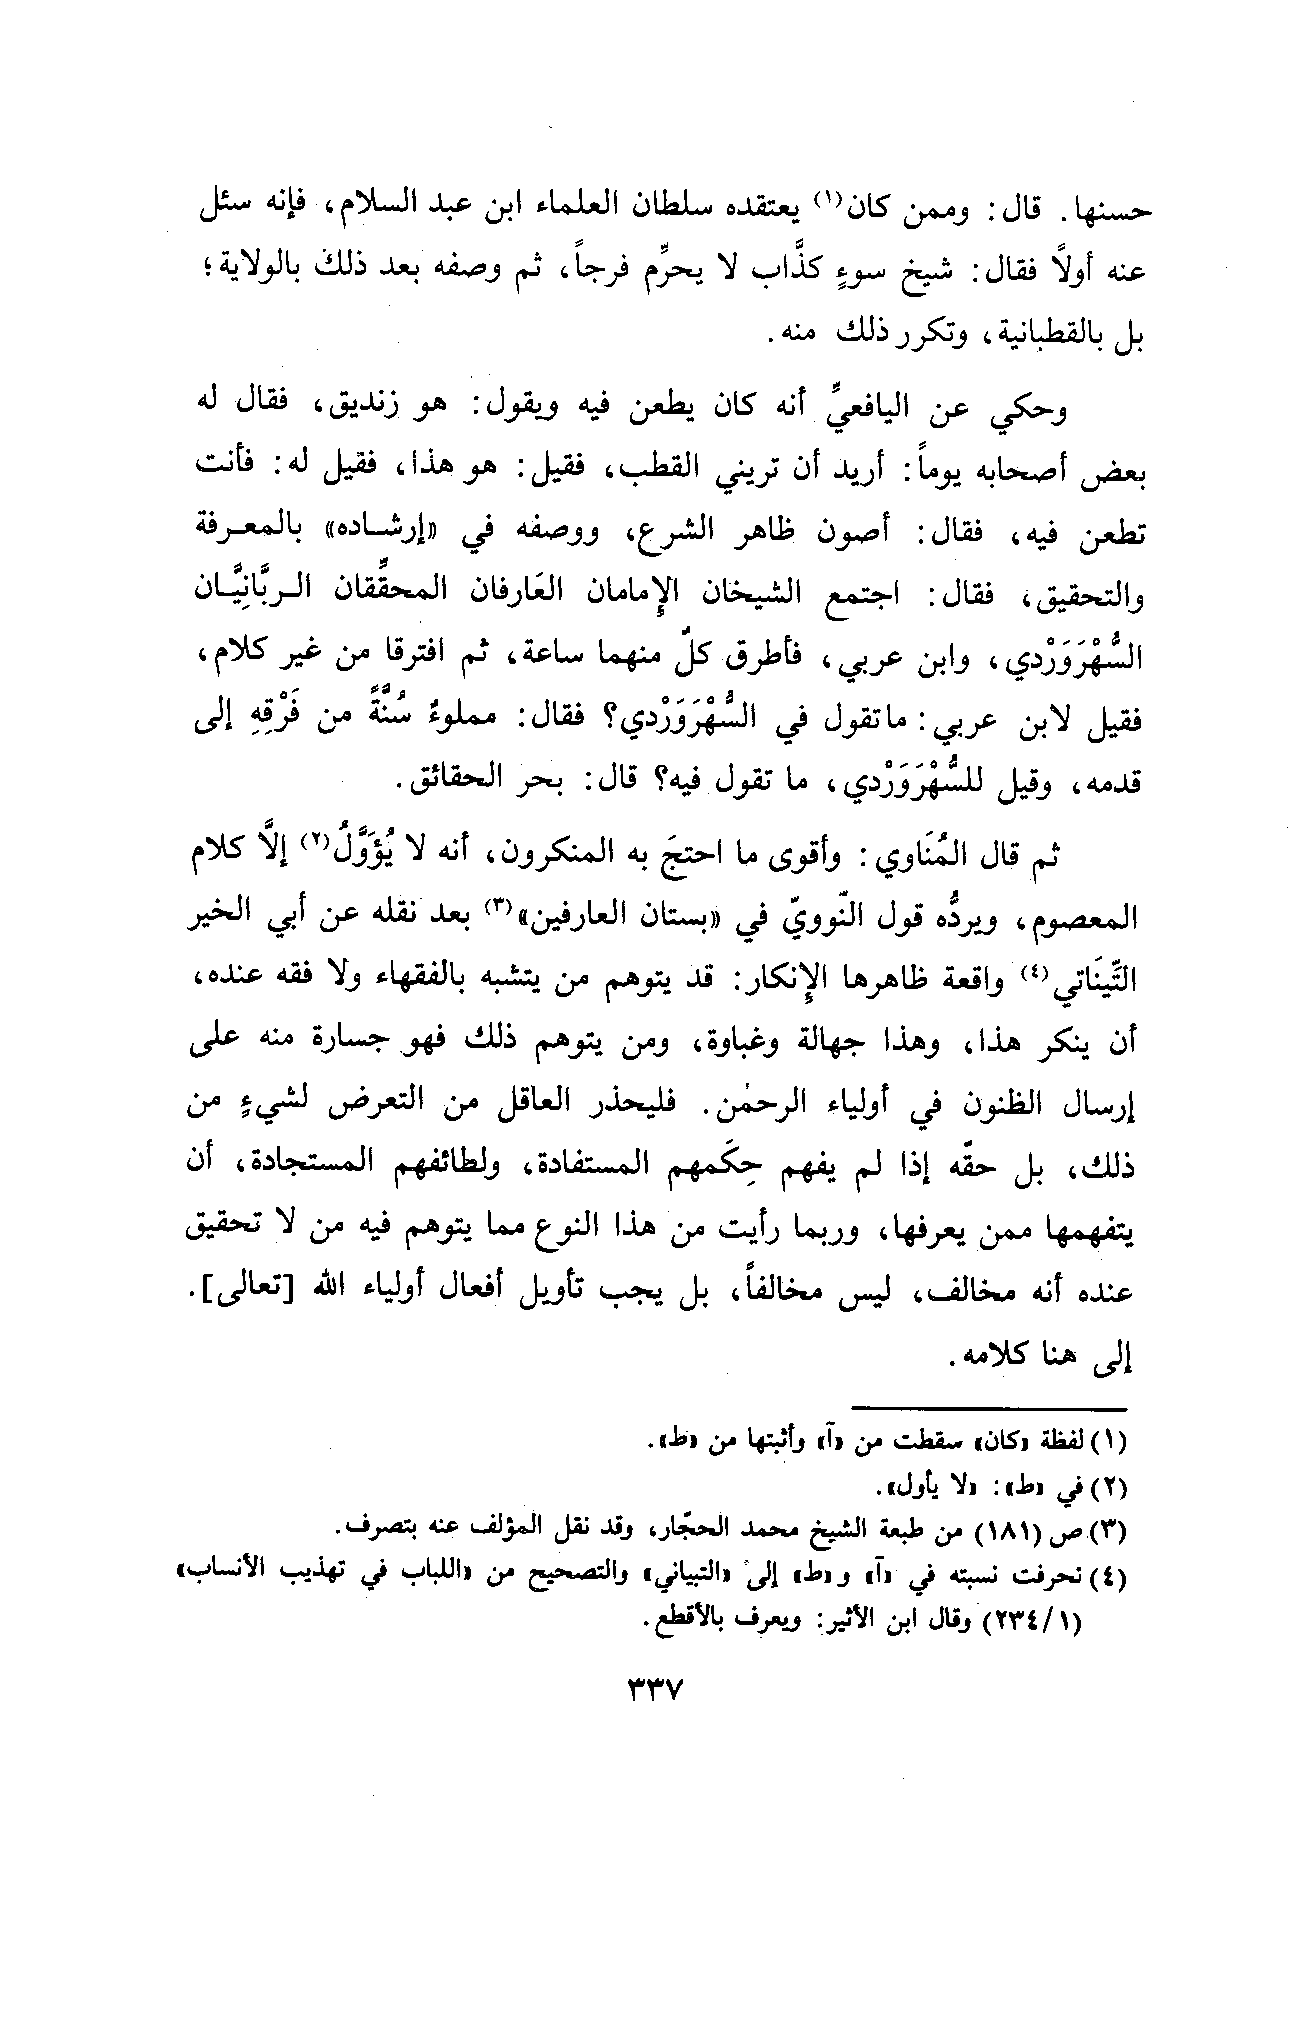 حسنها. قال: وممن كان(١) يعتقده سلطان العلماء ابن عبد السلام، فإنه سئل
عنه أولاً فقال: شيخ سوءٍ كذَّاب لا يحرِّم فرجاً، ثم وصفه بعد ذلك بالولاية؛
بل بالقطبانية، وتكرر ذلك منه.
وحكي عن اليافعيِّ أنه كان يطعن فيه ويقول: هو زنديق، فقال له
بعض أصحابه يوماً: أريد أن تريني القطب، فقيل: هو هذا، فقيل له: فأنت
تطعن فيه، فقال: أصون ظاهر الشرع، ووصفه في «إرشاده» بالمعرفة
والتحقيق، فقال: اجتمع الشيخان الإمامان العَارفان المحقِّقان الربَّانِيَّان
السُّهْرَوَرْدي، وابن عربي، فأطرق كلّ منهما ساعة، ثم افترقا من غير كلام،
فقيل لابن عربي: ما تقول في السُّهْرَوَرْدي؟ فقال: مملوءٌ سُنَّةً من فَرْقِهِ إلى
قدمه، وقيل للسُّهْرَوَرْدي، ما تقول فيه؟ قال: بحر الحقائق.
ثم قال المُنَاوي: وأقوى ما احتجّ به المنكرون، أنه لا يُؤَوَّلُ(٢) إلَّا كلام
المعصوم، ويردُّه قول النّوويّ في «بستان العارفين»(٣) بعد نقله عن أبي الخير
التِّينَاتي(٤) واقعة ظاهرها الإنكار: قد يتوهم من يتشبه بالفقهاء ولا فقه عنده،
أن ينكر هذا، وهذا جهالة وغباوة، ومن يتوهم ذلك فهو جسارة منه على
إرسال الظنون في أولياء الرحمٰن. فليحذر العاقل من التعرض لشيءٍ من
ذلك، بل حقّه إذا لم يفهم حِكَمهم المستفادة، ولطائفهم المستجادة، أن
يتفهمها ممن يعرفها، وربما رأيت من هذا النوع مما يتوهم فيه من لا تحقيق
عنده أنه مخالف، ليس مخالفاً، بل يجب تأويل أفعال أولياء الله [تعالى].
إلى هنا كلامه.
(١) لفظة «كان» سقطت من «آ» وأثبتها من «ط».
(٢) في «ط»: «لا يأول».
(٣) ص (١٨١) من طبعة الشيخ محمد الحجّار، وقد نقل المؤلف عنه بتصرف.
(٤) تحرفت نسبته في «آ» و «ط» إلى «التبياني» والتصحيح من «اللباب في تهذيب الأنساب»
(١/ ٢٣٤) وقال ابن الأثير: ويعرف بالأقطع.
٣٣٧